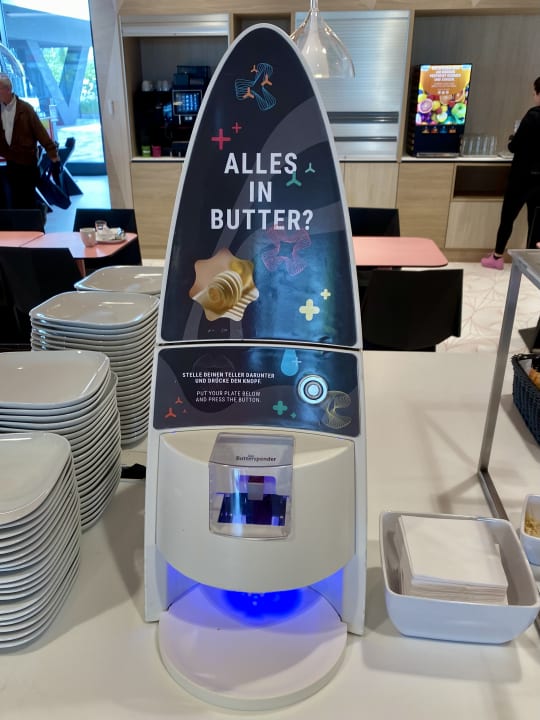 ALLES
IN
BUTTER?
STELLE DEINEN TELLER DARUNTER
UND DRÜCKE DEN KNOPF.
PUT YOUR PLATE BELOW
AND PRESS THE BUTTON.
Butterspender